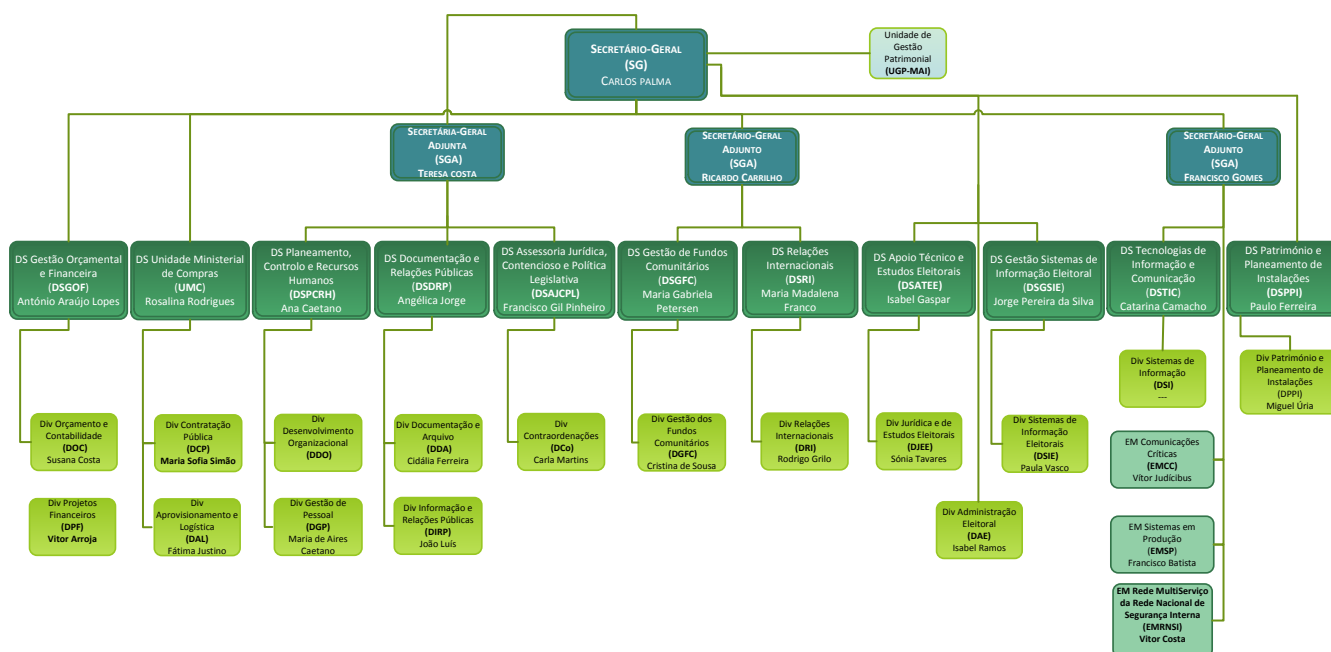 SECRETÁRIO-GERAL
(SG)
CARLOS PALMA
Unidade de
Gestão
Patrimonial
(UGP-MAI)
SECRETÁRIA-GERAL
ADJUNTA
(SGA)
TERESA COSTA
SECRETÁRIO-GERAL
ADJUNTO
(SGA)
RICARDO CARRILHO
SECRETÁRIO-GERAL
ADJUNTO
(SGA)
FRANCISCO GOMES
DS Gestão Orçamental
e Financeira
(DSGOF)
António Araújo Lopes
DS Unidade Ministerial
de Compras
(UMC)
Rosalina Rodrigues
DS Planeamento,
Controlo e Recursos
Humanos
(DSPCRH)
Ana Caetano
DS Documentação e
Relações Públicas
(DSDRP)
Angélica Jorge
DS Assessoria Jurídica,
Contencioso e Política
Legislativa
(DSAJCPL)
Francisco Gil Pinheiro
DS Gestão de Fundos
Comunitários
(DSGFC)
Maria Gabriela
Petersen
DS Relações
Internacionais
(DSRI)
Maria Madalena
Franco
DS Apoio Técnico e
Estudos Eleitorais
(DSATEE)
Isabel Gaspar
DS Gestão Sistemas de
Informação Eleitoral
(DSGSIE)
Jorge Pereira da Silva
DS Tecnologias de
Informação e
Comunicação
(DSTIC)
Catarina Camacho
DS Património e
Planeamento de
Instalações
(DSPPI)
Paulo Ferreira
Div Sistemas de
Informação
(DSI)
---
Div Património e
Planeamento de
Instalações
(DPPI)
Miguel Úria
Div Orçamento e
Contabilidade
(DOC)
Susana Costa
Div Contratação
Pública
(DCP)
Maria Sofia Simão
Div
Desenvolvimento
Organizacional
(DDO)
Div Documentação e
Arquivo
(DDA)
Cidália Ferreira
Div
Contraordenações
(DCo)
Carla Martins
Div Gestão dos
Fundos
Comunitários
(DGFC)
Cristina de Sousa
Div Relações
Internacionais
(DRI)
Rodrigo Grilo
Div Jurídica e de
Estudos Eleitorais
(DJEE)
Sónia Tavares
Div Sistemas de
Informação
Eleitorais
(DSIE)
Paula Vasco
EM Comunicações
Críticas
(EMCC)
Vítor Judícibus
Div Projetos
Financeiros
(DPF)
Vitor Arroja
Div
Aprovisionamento e
Logística
(DAL)
Fátima Justino
Div Gestão de
Pessoal
(DGP)
Maria de Aires
Caetano
Div Informação e
Relações Públicas
(DIRP)
João Luís
Div Administração
Eleitoral
(DAE)
Isabel Ramos
EM Sistemas em
Produção
(EMSP)
Francisco Batista
EM Rede MultiServiço
da Rede Nacional de
Segurança Interna
(EMRNSI)
Vitor Costa